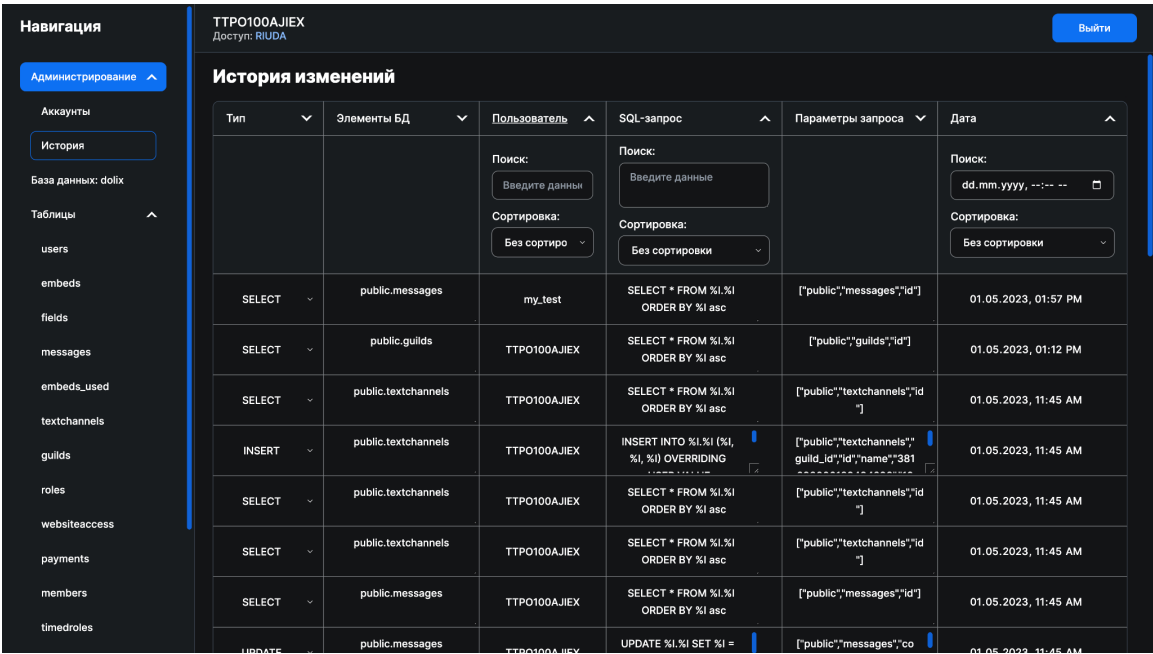 Навигация
Администрирование
Аккаунты
История
База данных: dolix
Таблицы
users
embeds
fields
messages
embeds_used
textchannels
guilds
roles
websiteaccess
payments
members
timedroles
TTPO100AJIEX
Доступ: RIUDA
Выйти
История изменений
Тип Элементы БД Пользователь SQL-запрос Параметры запроса Дата
Поиск:
Введите данны
Сортировка:
Без сортиро
Поиск:
Введите данные
Сортировка:
Без сортировки
Поиск:
dd.mm.yyyy, --:-- --
Сортировка:
Без сортировки
SELECT public.messages my_test SELECT * FROM %I.%I ["public","messages","id"] 01.05.2023, 01:57 PM
ORDER BY %I asc
SELECT public.guilds TTPO100AJIEX SELECT * FROM %I.%I ["public","guilds","id"] 01.05.2023, 01:12 PM
ORDER BY %I asc
SELECT public.textchannels TTPO100AJIEX SELECT * FROM %I.%I ["public","textchannels","id 01.05.2023, 11:45 AM
ORDER BY %I asc "]
INSERT public.textchannels TTPO100AJIEX INSERT INTO %I.%I (%I, ["public","textchannels"," 01.05.2023, 11:45 AM
%I, %I) OVERRIDING guild_id","id","name","381
SELECT public.textchannels TTPO100AJIEX SELECT * FROM %I.%I ["public","textchannels","id 01.05.2023, 11:45 AM
ORDER BY %I asc "]
SELECT public.textchannels TTPO100AJIEX SELECT * FROM %I.%I ["public","textchannels","id 01.05.2023, 11:45 AM
ORDER BY %I asc "]
SELECT public.messages TTPO100AJIEX SELECT * FROM %I.%I ["public","messages","id"] 01.05.2023, 11:45 AM
ORDER BY %I asc
UPDATE public.messages TTPO100AJIEX UPDATE %I.%I SET %I = ["public","messages","co 01.05.2023, 11:45 AM